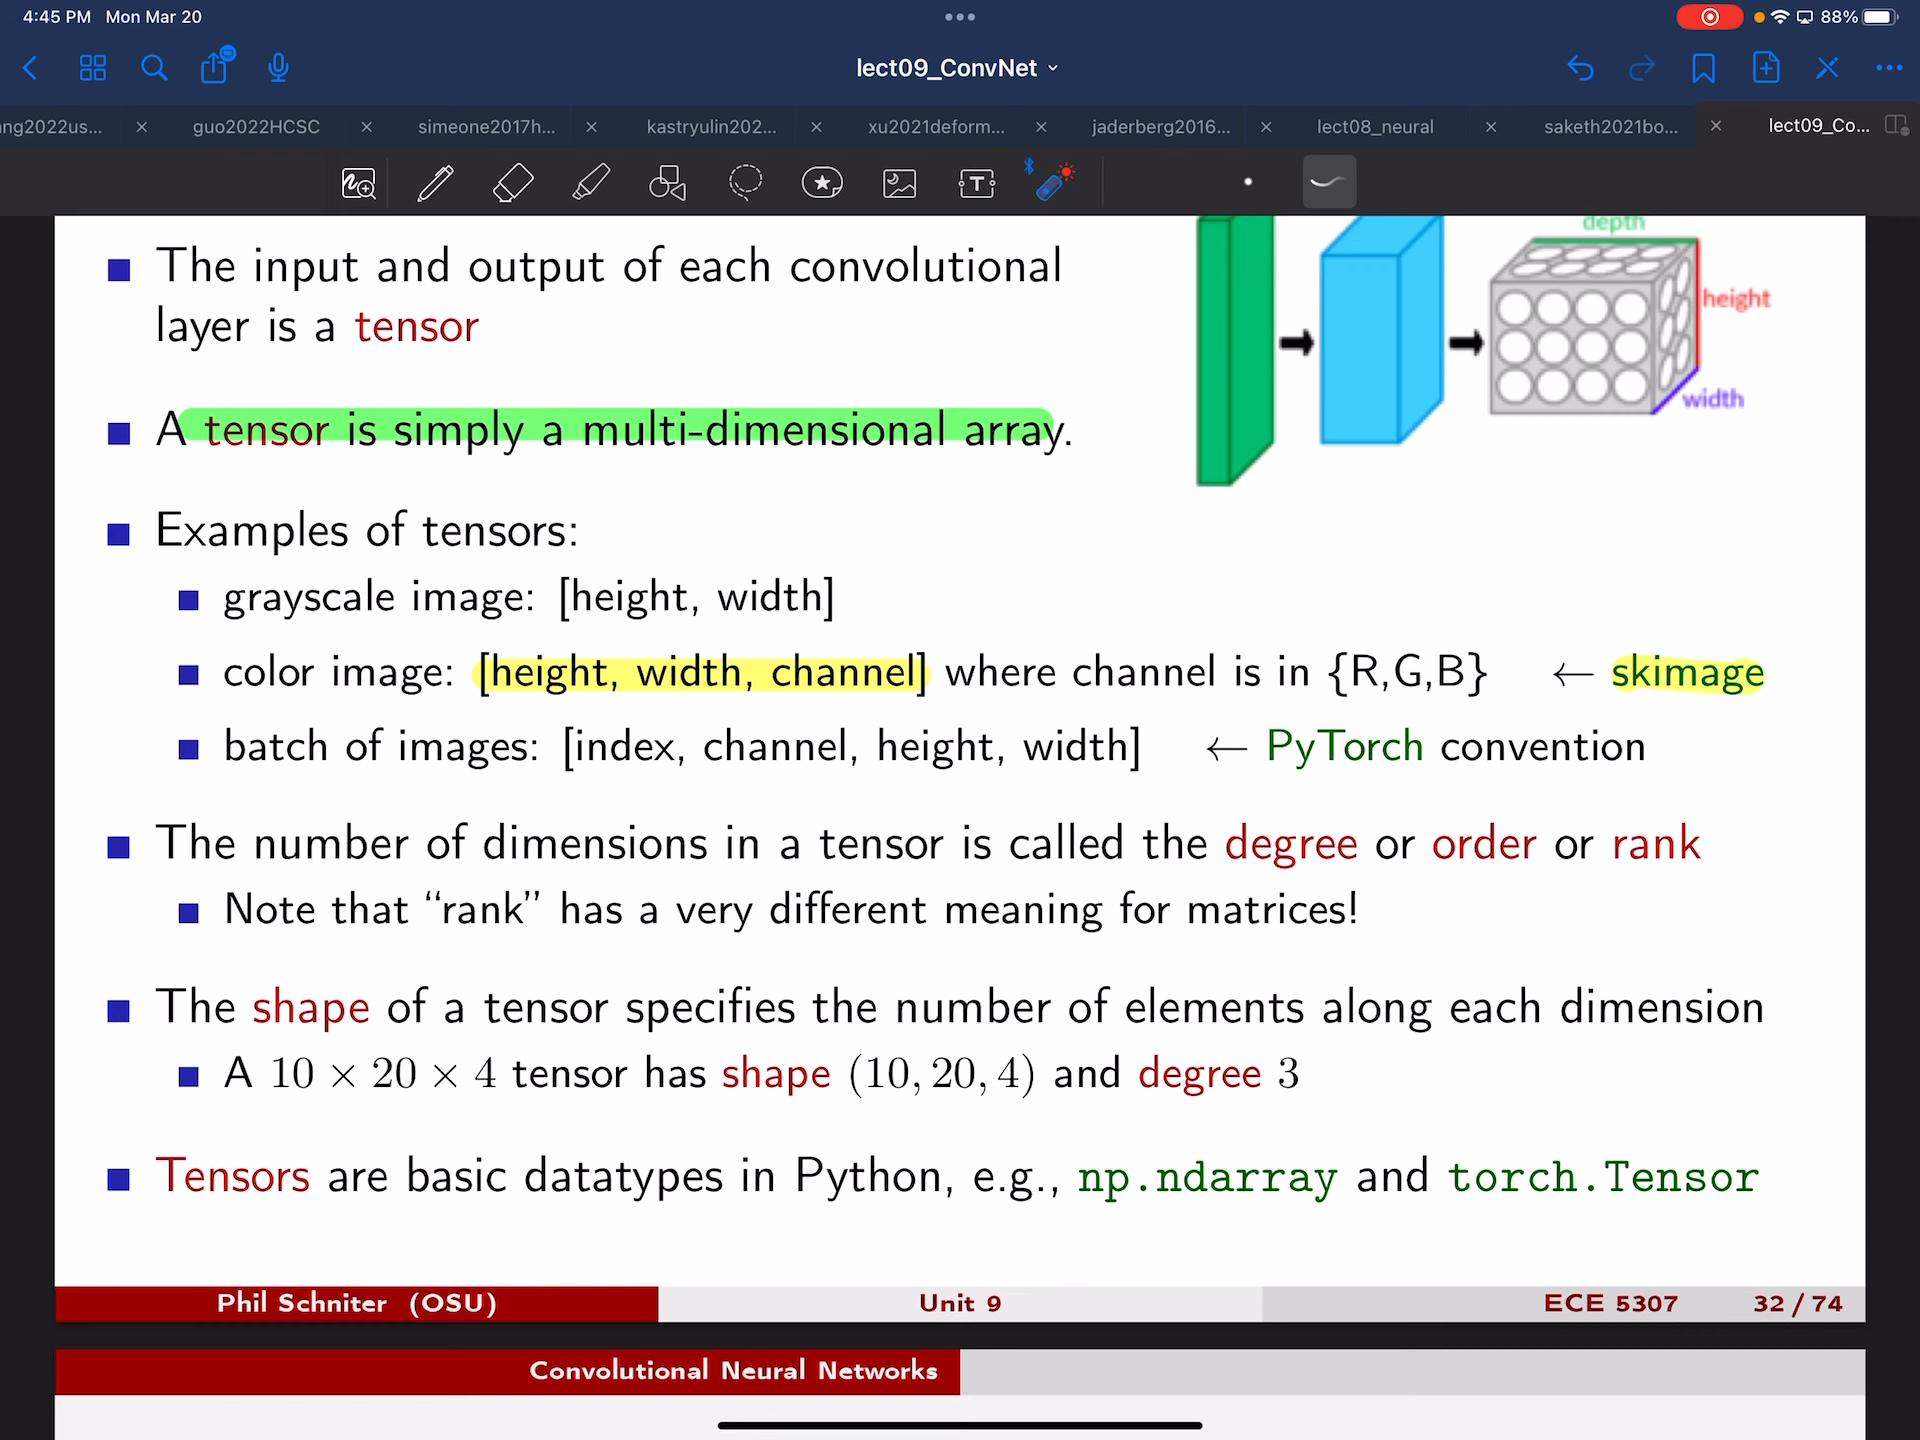 4:45 PM Mon Mar 20
88%
lect09_ConvNet
ng2022us...
guo2022HCSC
simeone2017h...
kastryulin202...
xu2021deform...
jaderberg2016...
lect08_neural
saketh2021bo...
lect09_Co...
T
The input and output of each convolutional
layer is a tensor
depth
height
width
A tensor is simply a multi-dimensional array.
Examples of tensors:
grayscale image: [height, width]
color image: [height, width, channel] where channel is in {R,G,B} ← skimage
batch of images: [index, channel, height, width] ← PyTorch convention
The number of dimensions in a tensor is called the degree or order or rank
Note that “rank” has a very different meaning for matrices!
The shape of a tensor specifies the number of elements along each dimension
A 10 × 20 × 4 tensor has shape (10, 20, 4) and degree 3
Tensors are basic datatypes in Python, e.g., np.ndarray and torch.Tensor
Phil Schniter (OSU) Unit 9 ECE 5307 32 / 74
Convolutional Neural Networks